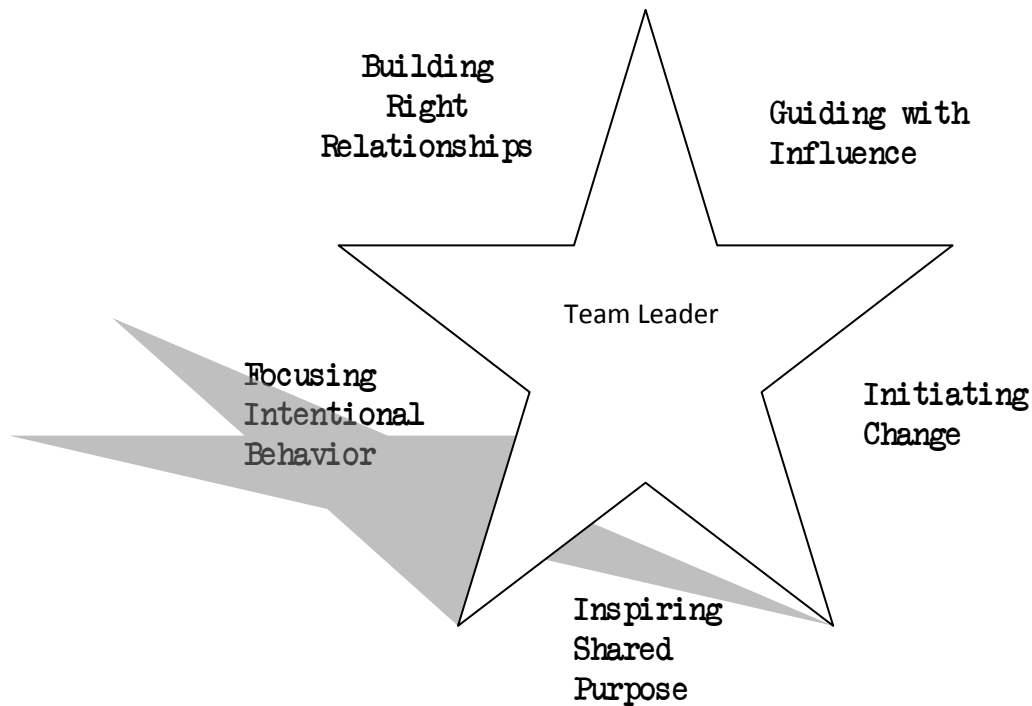 Building
Right
Relationships
Guiding with
Influence
Team Leader
Focusing
Intentional
Behavior
Initiating
Change
Inspiring
Shared
Purpose